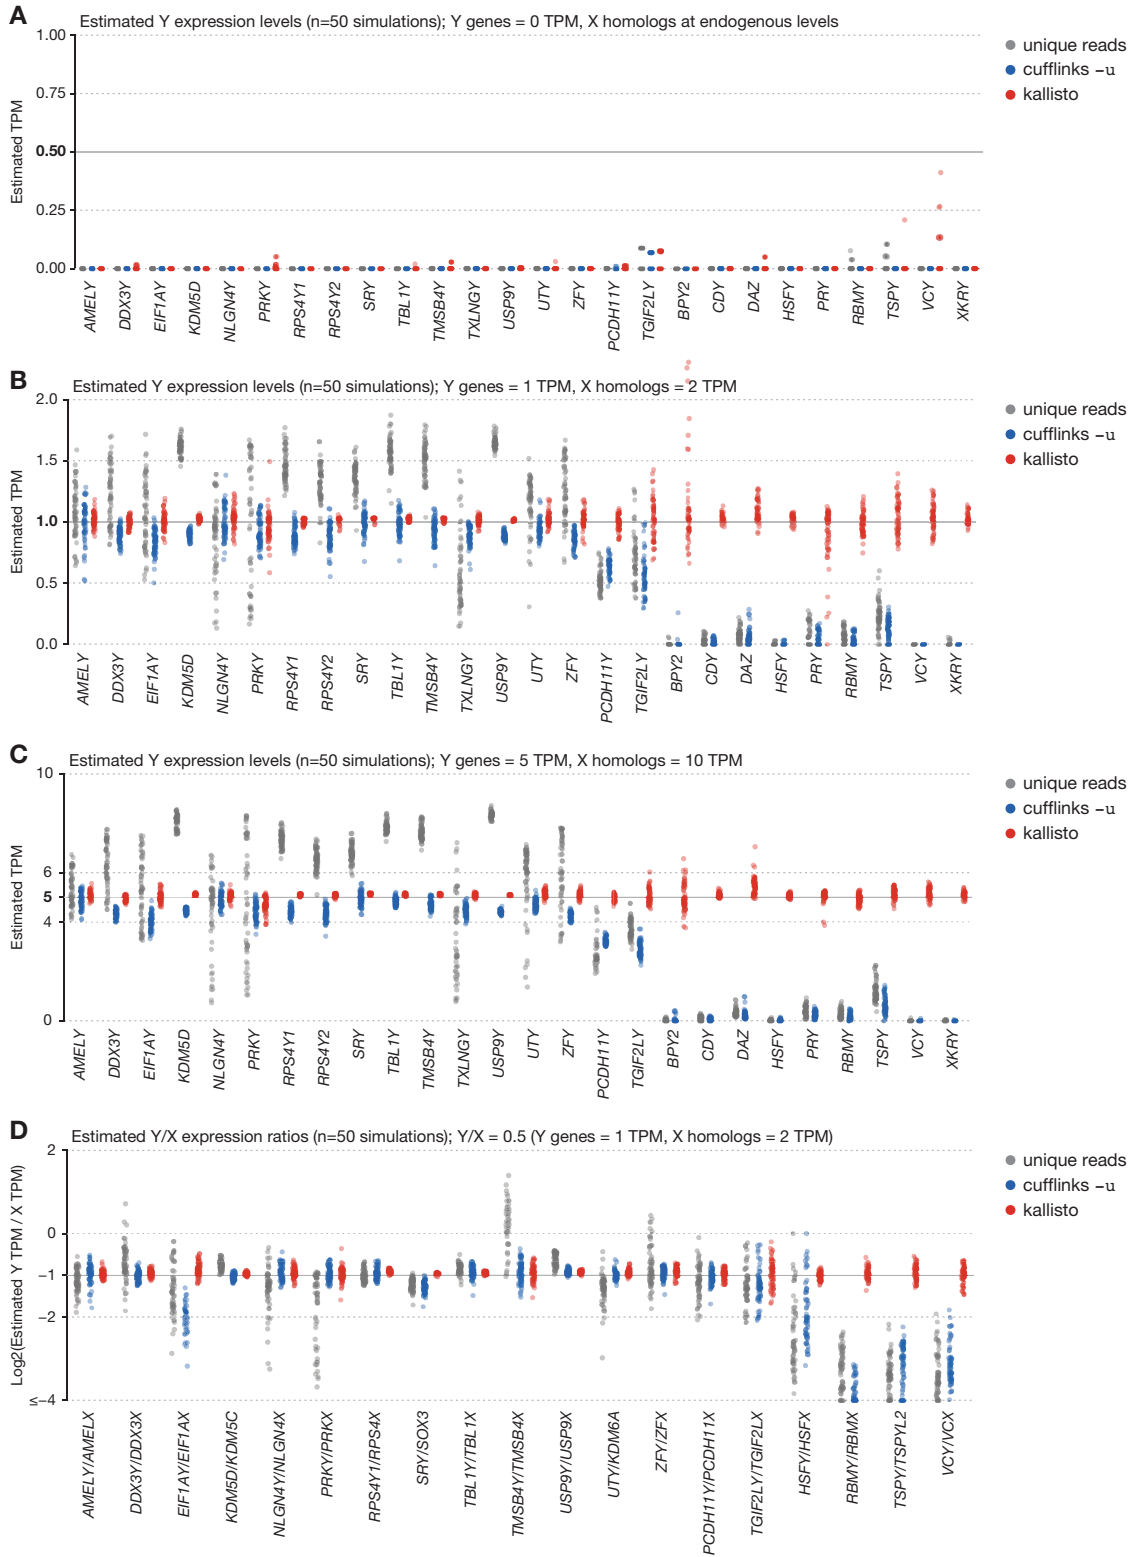 A
Estimated Y expression levels (n=50 simulations); Y genes = 0 TPM, X homologs at endogenous levels
unique reads
cufflinks -u
kallisto
Estimated TPM
1.00
0.75
0.50
0.25
0.00
AMELY
DDX3Y
EIF1AY
KDM5D
NLGN4Y
PRKY
RPS4Y1
RPS4Y2
SRY
TBL1Y
TMSB4Y
TXLNGY
USP9Y
UTY
ZFY
PCDH11Y
TGIF2LY
BPY2
CDY
DAZ
HSFY
PRY
RBMY
TSPY
VCY
XKRY
B
Estimated Y expression levels (n=50 simulations); Y genes = 1 TPM, X homologs = 2 TPM
unique reads
cufflinks -u
kallisto
Estimated TPM
2.0
1.5
1.0
0.5
0.0
AMELY
DDX3Y
EIF1AY
KDM5D
NLGN4Y
PRKY
RPS4Y1
RPS4Y2
SRY
TBL1Y
TMSB4Y
TXLNGY
USP9Y
UTY
ZFY
PCDH11Y
TGIF2LY
BPY2
CDY
DAZ
HSFY
PRY
RBMY
TSPY
VCY
XKRY
C
Estimated Y expression levels (n=50 simulations); Y genes = 5 TPM, X homologs = 10 TPM
unique reads
cufflinks -u
kallisto
Estimated TPM
10
6
5
4
0
AMELY
DDX3Y
EIF1AY
KDM5D
NLGN4Y
PRKY
RPS4Y1
RPS4Y2
SRY
TBL1Y
TMSB4Y
TXLNGY
USP9Y
UTY
ZFY
PCDH11Y
TGIF2LY
BPY2
CDY
DAZ
HSFY
PRY
RBMY
TSPY
VCY
XKRY
D
Estimated Y/X expression ratios (n=50 simulations); Y/X = 0.5 (Y genes = 1 TPM, X homologs = 2 TPM)
unique reads
cufflinks -u
kallisto
Log2(Estimated Y TPM / X TPM)
2
0
−1
−2
≤−4
AMELY/AMELX
DDX3Y/DDX3X
EIF1AY/EIF1AX
KDM5D/KDM5C
NLGN4Y/NLGN4X
PRKY/PRKX
RPS4Y1/RPS4X
SRY/SOX3
TBL1Y/TBL1X
TMSB4Y/TMSB4X
USP9Y/USP9X
UTY/KDM6A
ZFY/ZFX
PCDH11Y/PCDH11X
TGIF2LY/TGIF2LX
HSFY/HSFX
RBMY/RBMX
TSPY/TSPYL2
VCY/VCX